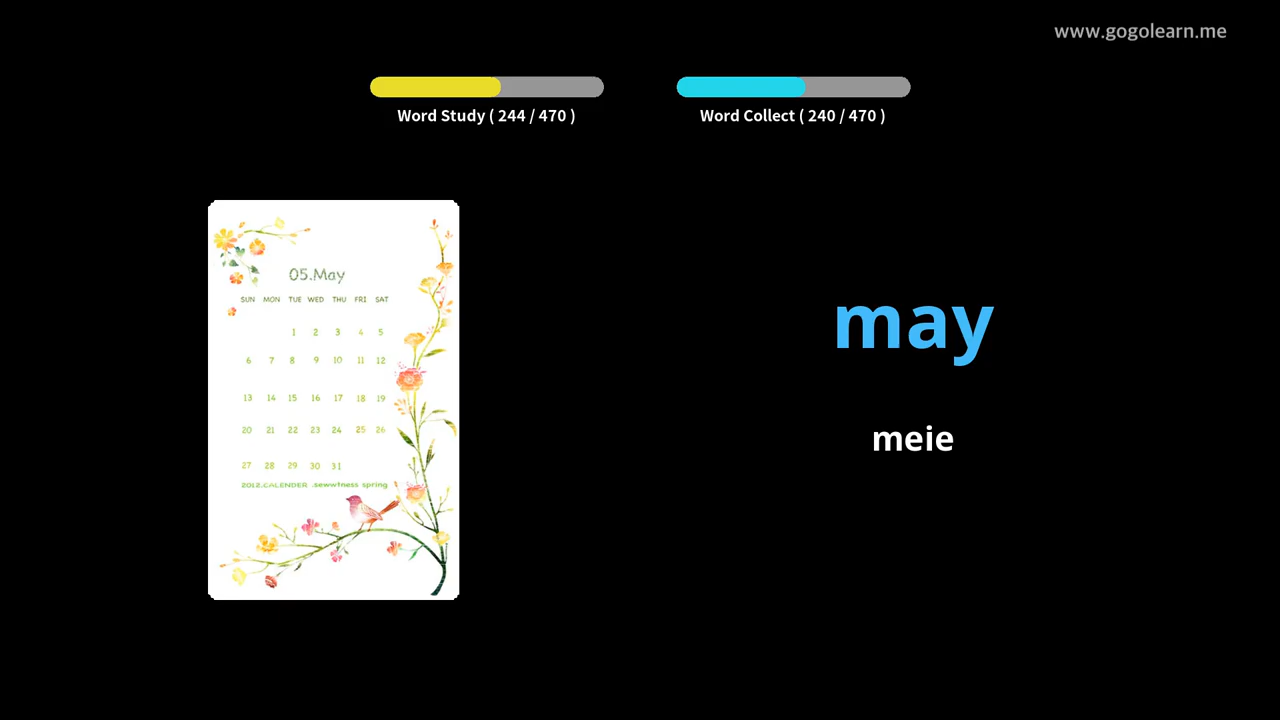 www.gogolearn.me
Word Study ( 244 / 470 )
Word Collect ( 240 / 470 )
05.May
SUN MON TUE WED THU FRI SAT
1 2 3 4 5
6 7 8 9 10 11 12
13 14 15 16 17 18 19
20 21 22 23 24 25 26
27 28 29 30 31
2012.CALENDER .sewwtness spring
may
meie